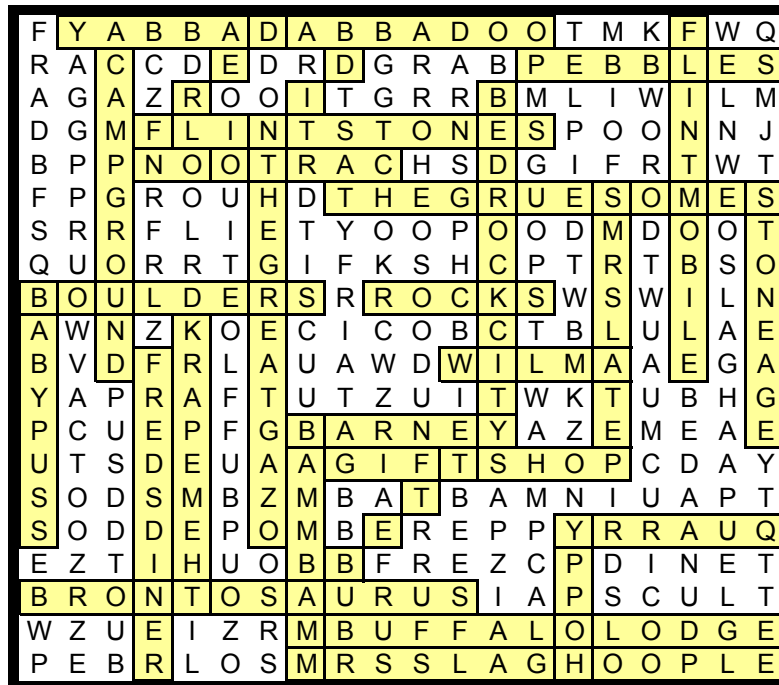 F Y A B B A D A B B A D O O T M K F W Q
R A C C D E D R D G R A B P E B B L E S
A G A Z R O O I T G R R B M L I W I L M
D G M F L I N T S T O N E S P O O N N J
B P P N O O T R A C H S D G I F R T W T
F P G R O U H D T H E G R U E S O M E S
S R R F L I E T Y O O P O O D M D O O T
Q U O R R T G I F K S H C P T R T B S O
B O U L D E R S R R O C K S W S W I L N
A W N Z K O E C I C O B C T B L U L A E
B V D F R L A U A W D W I L M A A E G A
Y A P R A F T U T Z U I T W K T U B H G
P C U E P F G B A R N E Y A Z E M E A E
U T S D E U A A G I F T S H O P C D A Y
S O D S M B Z M B A T B A M N I U A P T
S O D D E P O M B E R E P P Y R R A U Q
E Z T I H U O B B F R E Z C P D I N E T
B R O N T O S A U R U S I A P S C U L T
W Z U E I Z R M B U F F A L O L O D G E
P E B R L O S M R S S L A G H O O P L E